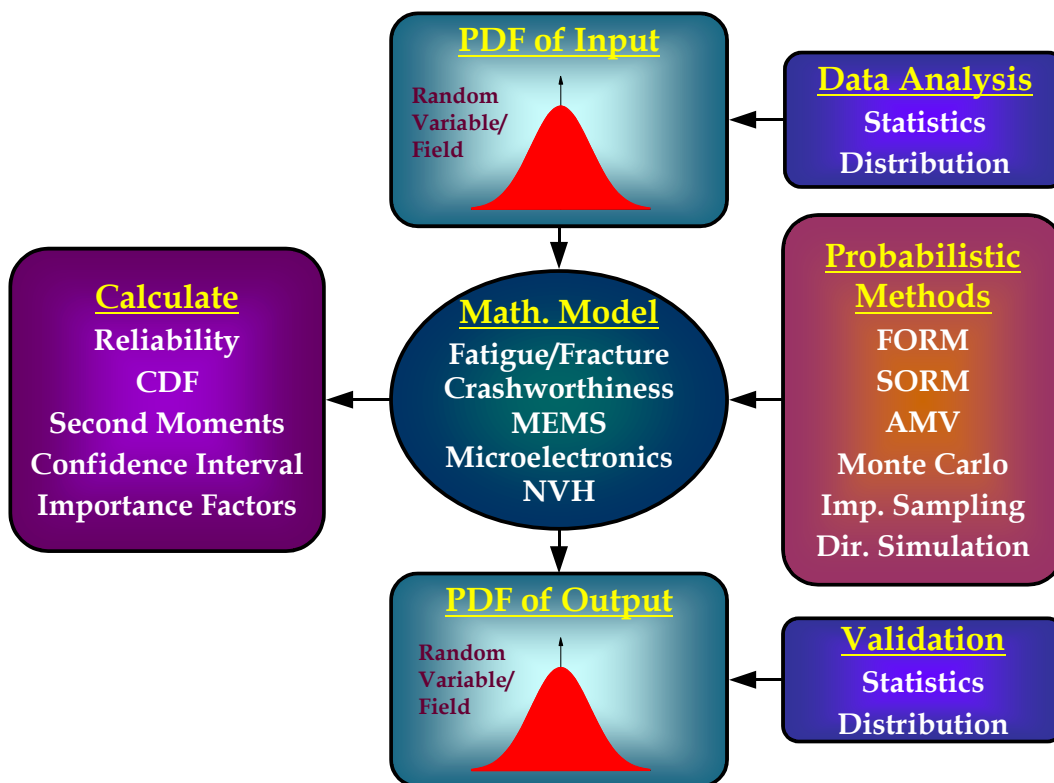 PDF of Input
Random
Variable/
Field
Data Analysis
Statistics
Distribution
Calculate
Reliability
CDF
Second Moments
Confidence Interval
Importance Factors
Math. Model
Fatigue/Fracture
Crashworthiness
MEMS
Microelectronics
NVH
Probabilistic
Methods
FORM
SORM
AMV
Monte Carlo
Imp. Sampling
Dir. Simulation
PDF of Output
Random
Variable/
Field
Validation
Statistics
Distribution